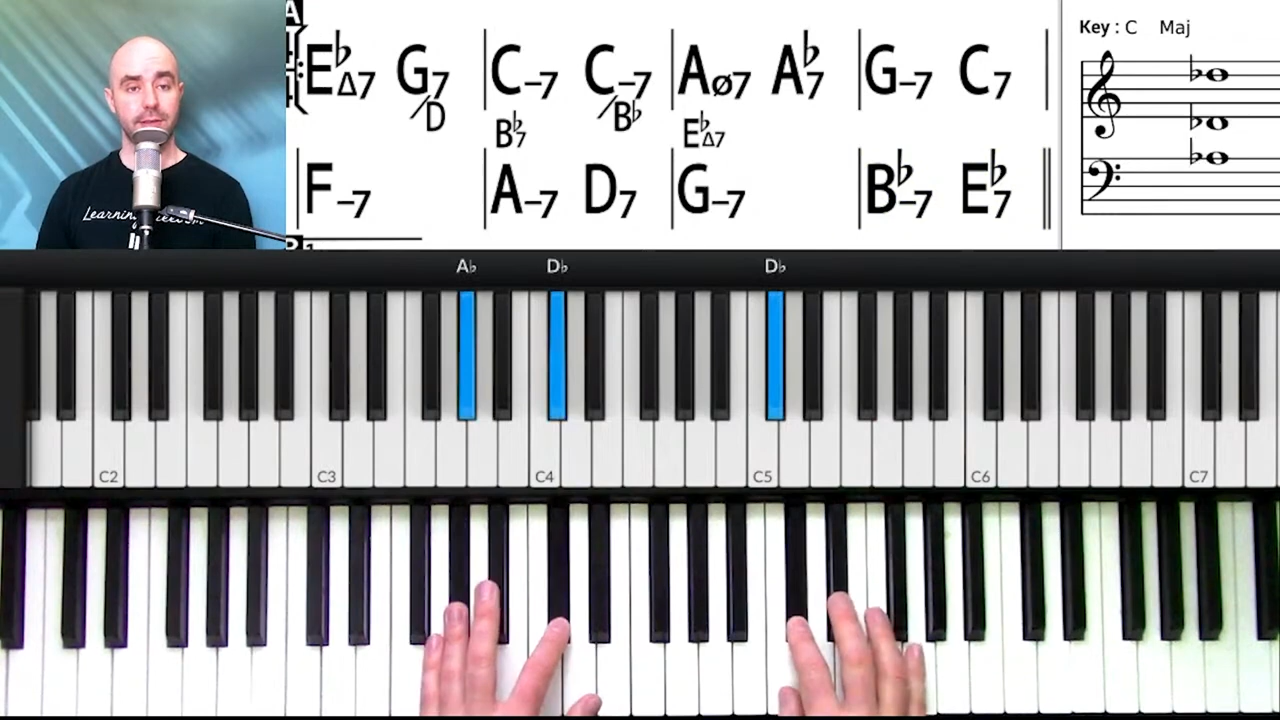 A
E♭Δ7 G7/D C–7 C–7/B♭ Aø7 A♭7 G–7 C7
B♭7 E♭Δ7
F–7 A–7 D7 G–7 B♭–7 E♭7
Key : C Maj
Learning
A♭ D♭ D♭
C2 C3 C4 C5 C6 C7